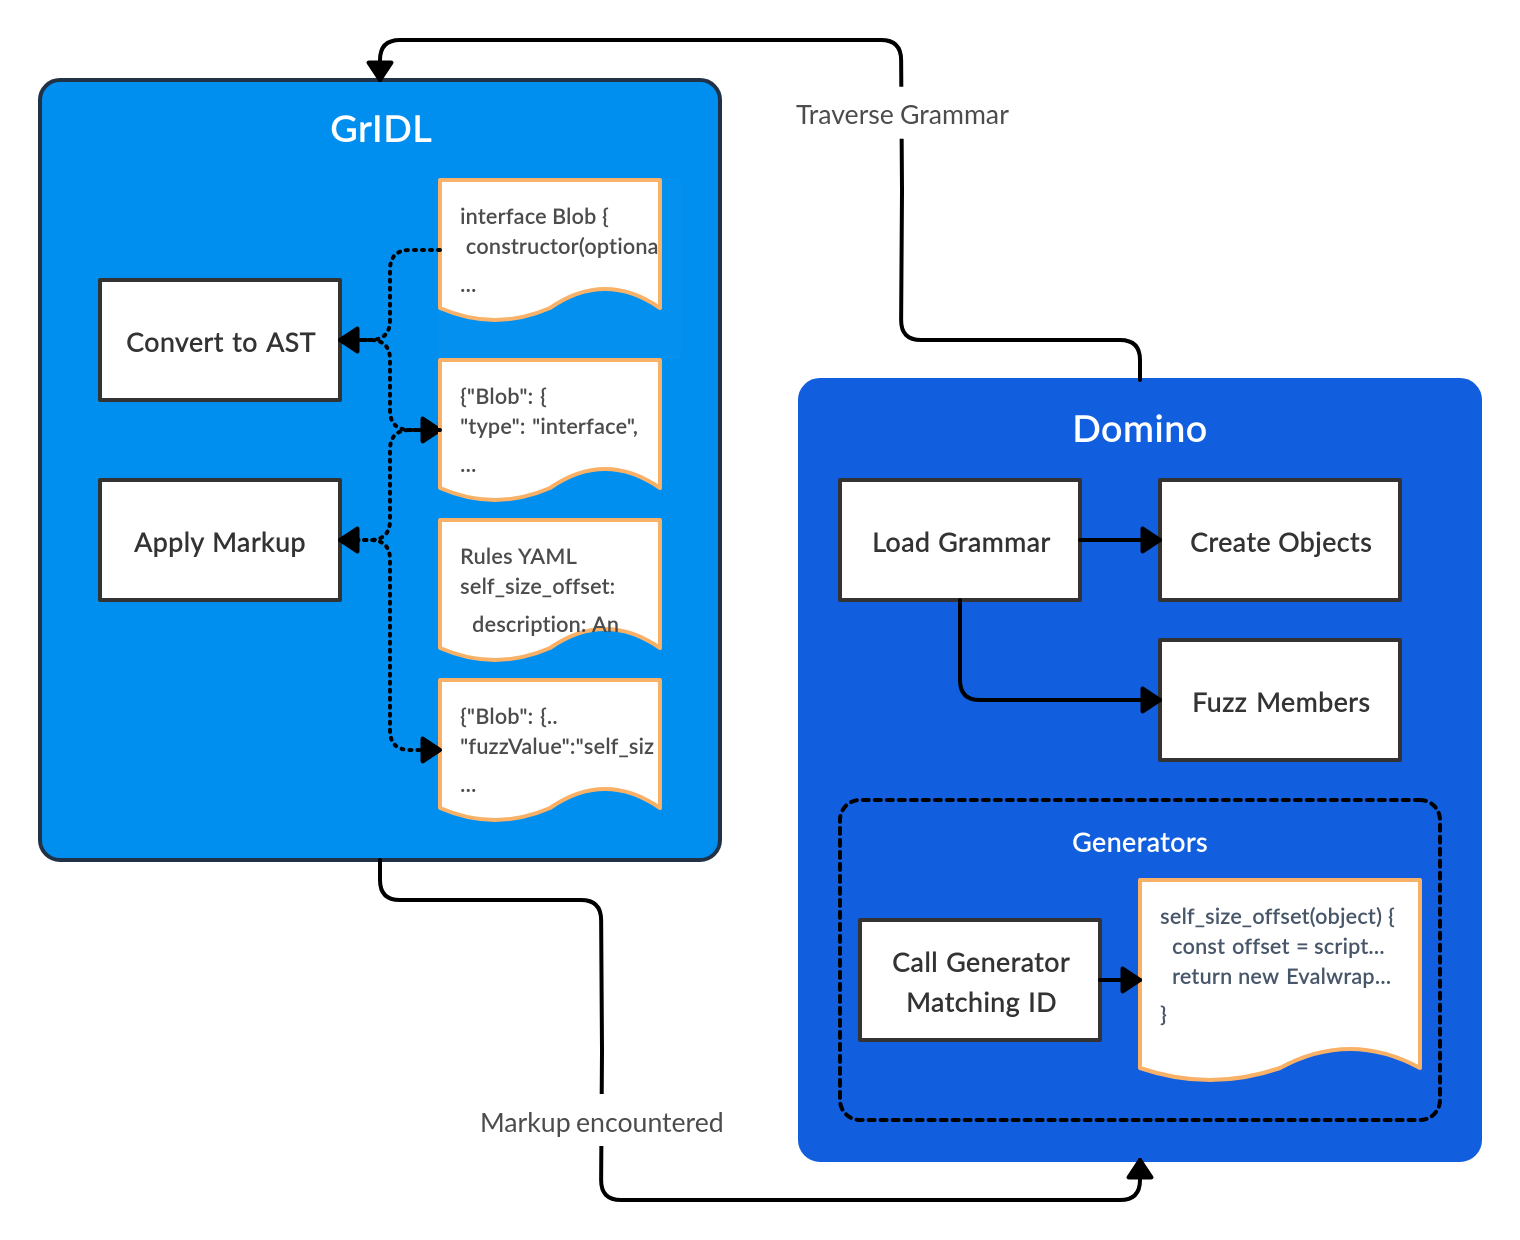 Traverse Grammar
GrIDL
interface Blob {
constructor(optiona
...
Convert to AST
{"Blob": {
"type": "interface",
...
Apply Markup
Rules YAML
self_size_offset:
description: An
{"Blob": {..
"fuzzValue":"self_siz
...
Markup encountered
Domino
Load Grammar
Create Objects
Fuzz Members
Generators
Call Generator
Matching ID
self_size_offset(object) {
const offset = script...
return new Evalwrap...
}